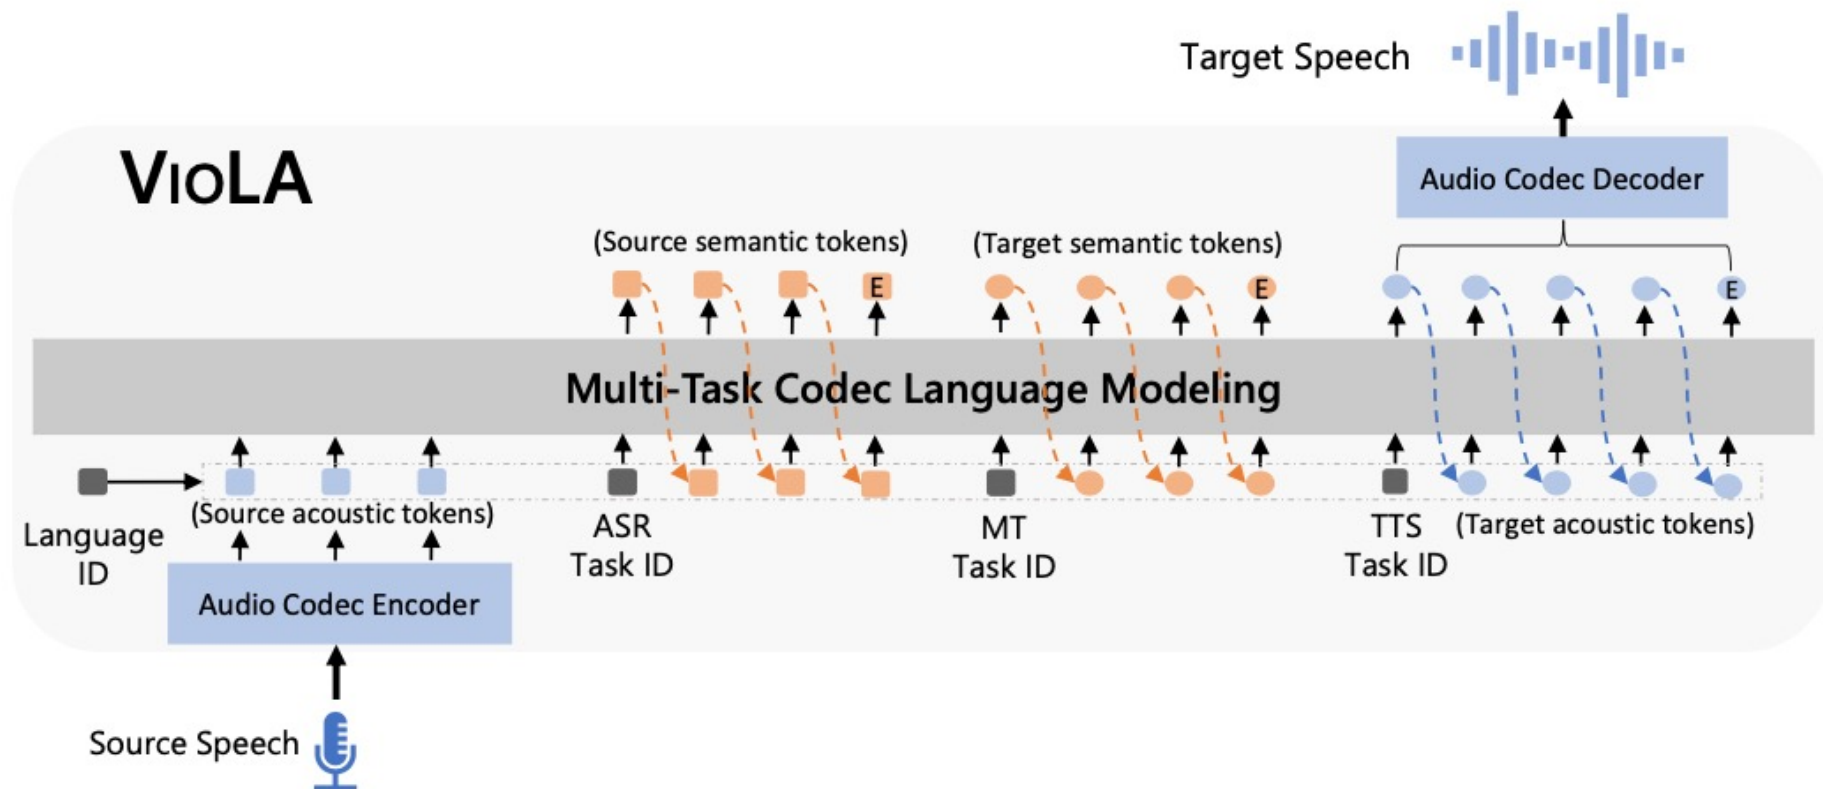 Target Speech
VIOLA
Audio Codec Decoder
(Source semantic tokens)
(Target semantic tokens)
E
E
E
Multi-Task Codec Language Modeling
Language
ID
(Source acoustic tokens)
ASR
Task ID
MT
Task ID
TTS
Task ID
(Target acoustic tokens)
Audio Codec Encoder
Source Speech